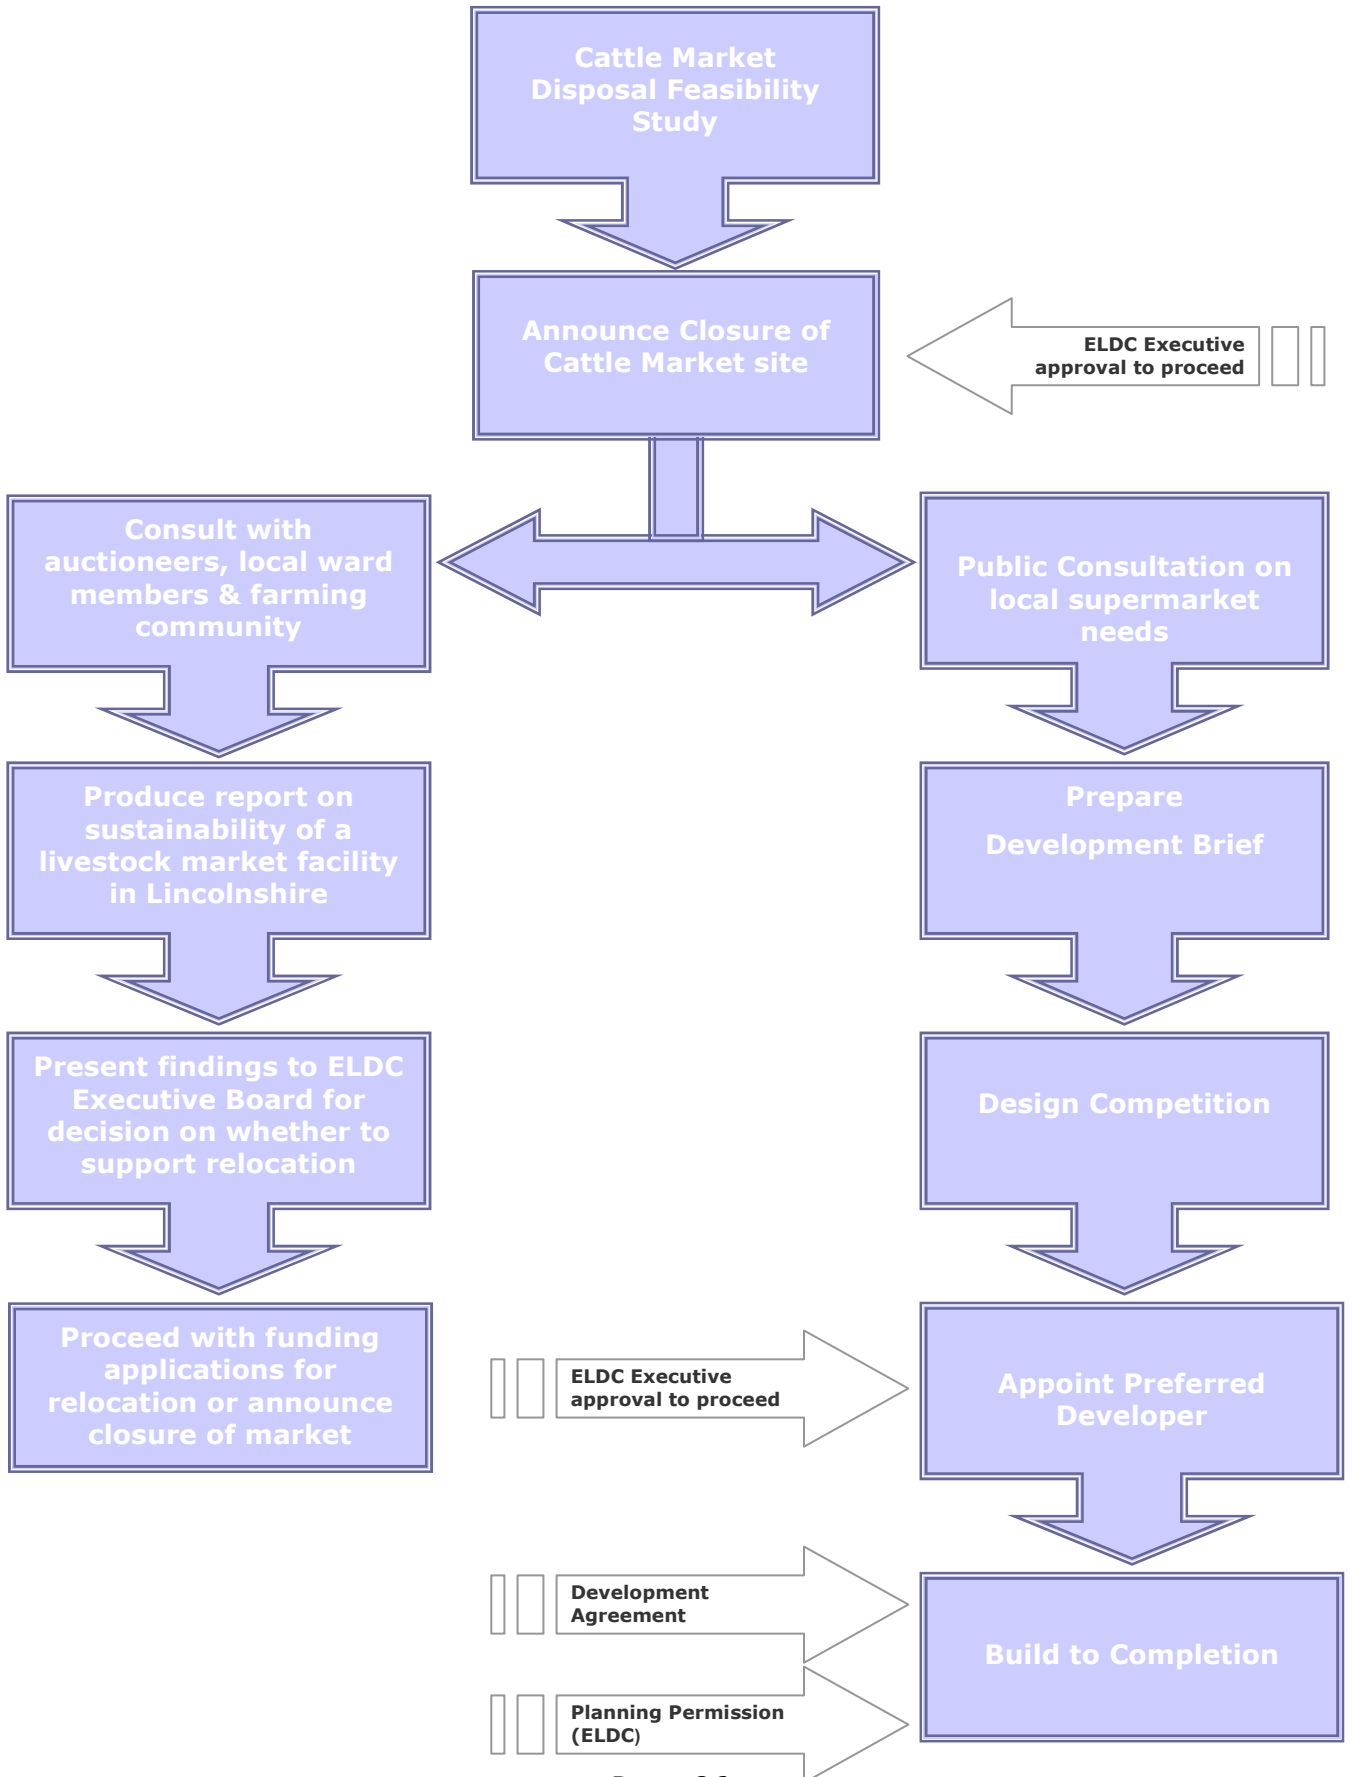 Cattle Market
Disposal Feasibility
Study
Announce Closure of
Cattle Market site
ELDC Executive
approval to proceed
Consult with
auctioneers, local ward
members & farming
community
Public Consultation on
local supermarket
needs
Produce report on
sustainability of a
livestock market facility
in Lincolnshire
Prepare
Development Brief
Present findings to ELDC
Executive Board for
decision on whether to
support relocation
Design Competition
Proceed with funding
applications for
relocation or announce
closure of market
ELDC Executive
approval to proceed
Appoint Preferred
Developer
Development
Agreement
Build to Completion
Planning Permission
(ELDC)